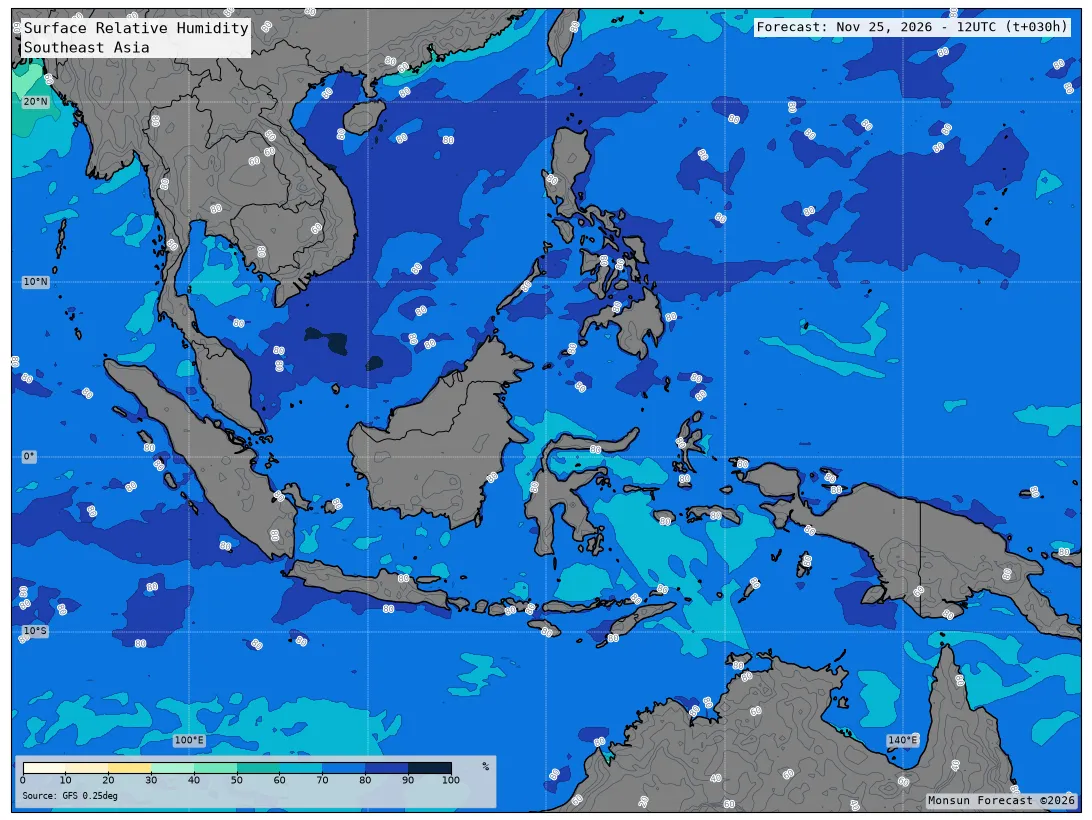 Surface Relative Humidity
Southeast Asia
Forecast: Nov 25, 2026 - 12UTC (t+030h)
20°N
10°N
0°
10°S
100°E
140°E
0 10 20 30 40 50 60 70 80 90 100
%
Source: GFS 0.25deg
Monsun Forecast ©2026